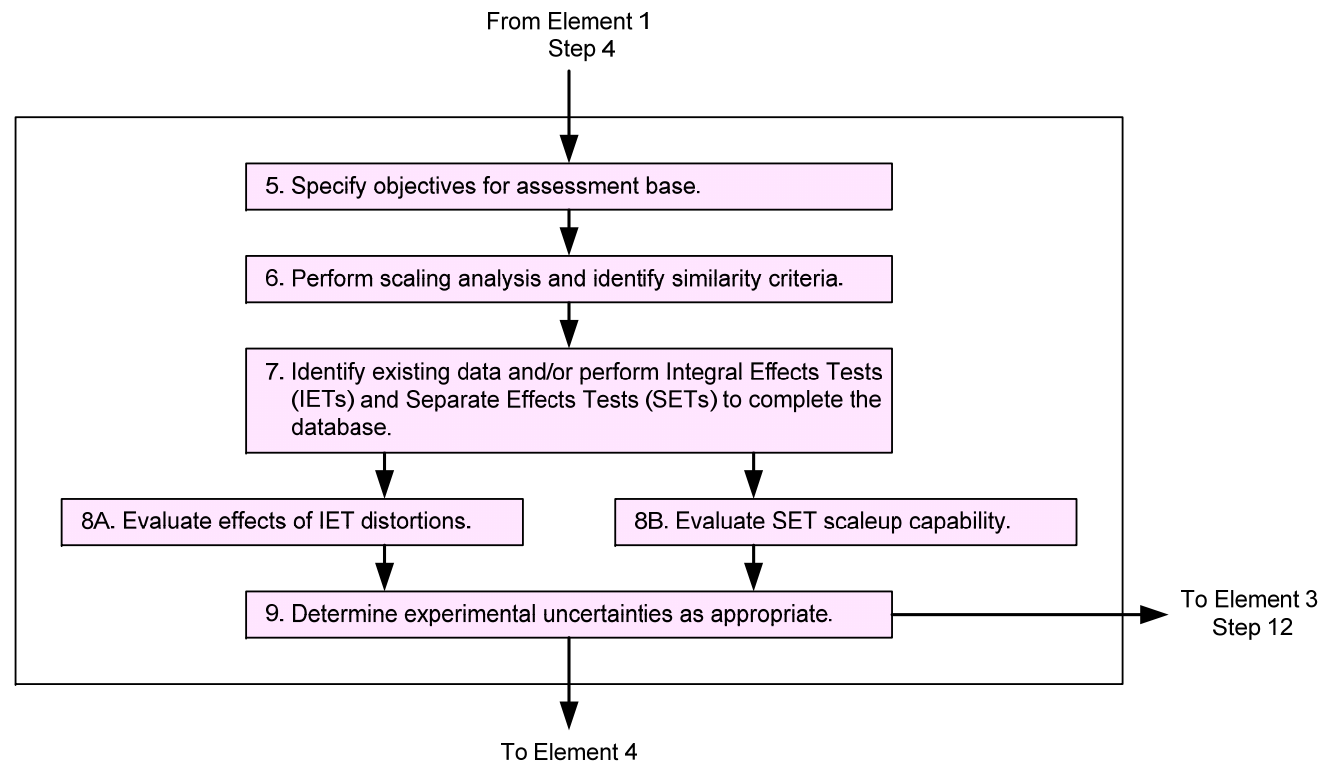 From Element 1
Step 4
5. Specify objectives for assessment base.
6. Perform scaling analysis and identify similarity criteria.
7. Identify existing data and/or perform Integral Effects Tests
(IETs) and Separate Effects Tests (SETs) to complete the
database.
8A. Evaluate effects of IET distortions.
8B. Evaluate SET scaleup capability.
9. Determine experimental uncertainties as appropriate.
To Element 3
Step 12
To Element 4